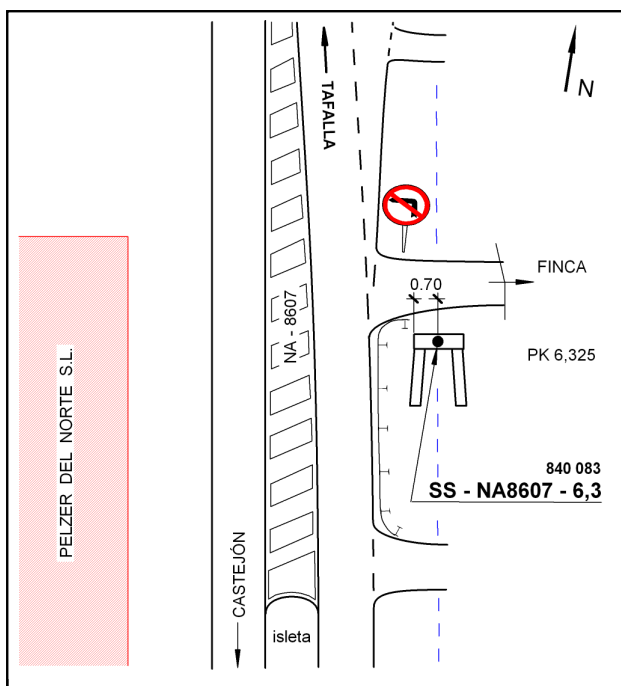 TAFALLA
N
FINCA
0.70
NA - 8607
PK 6,325
PELZER DEL NORTE S.L.
840 083
SS - NA8607 - 6,3
CASTEJÓN
isleta